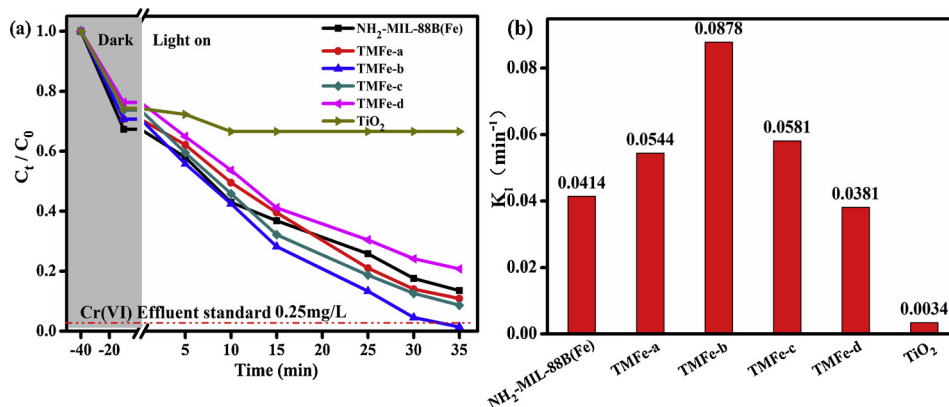 (a)
Dark
Light on
NH₂-MIL-88B(Fe)
TMFe-a
TMFe-b
TMFe-c
TMFe-d
TiO₂
Cr(VI) Effluent standard 0.25mg/L
Cₜ / C₀
1.0
0.8
0.6
0.4
0.2
0.0
-40 -20 5 10 15 20 25 30 35
Time (min)
(b)
K₁ (min⁻¹)
0.08
0.06
0.04
0.02
0.00
0.0414
0.0544
0.0878
0.0581
0.0381
0.0034
NH₂-MIL-88B(Fe)
TMFe-a
TMFe-b
TMFe-c
TMFe-d
TiO₂